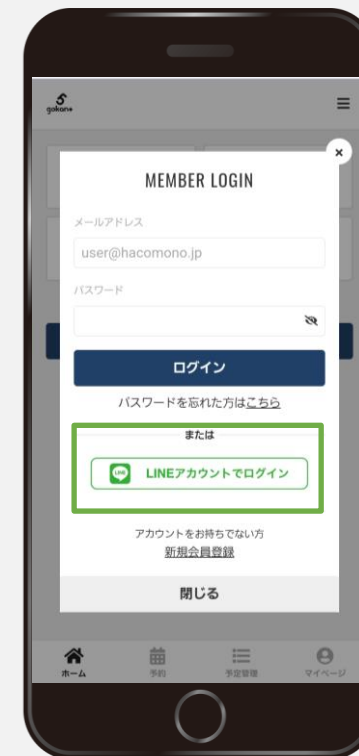 5
gokan+
MEMBER LOGIN
メールアドレス
user@hacomono.jp
パスワード
ログイン
パスワードを忘れた方はこちら
または
LINE
LINEアカウントでログイン
アカウントをお持ちでない方
新規会員登録
閉じる
ホーム
予約
予定管理
マイページ